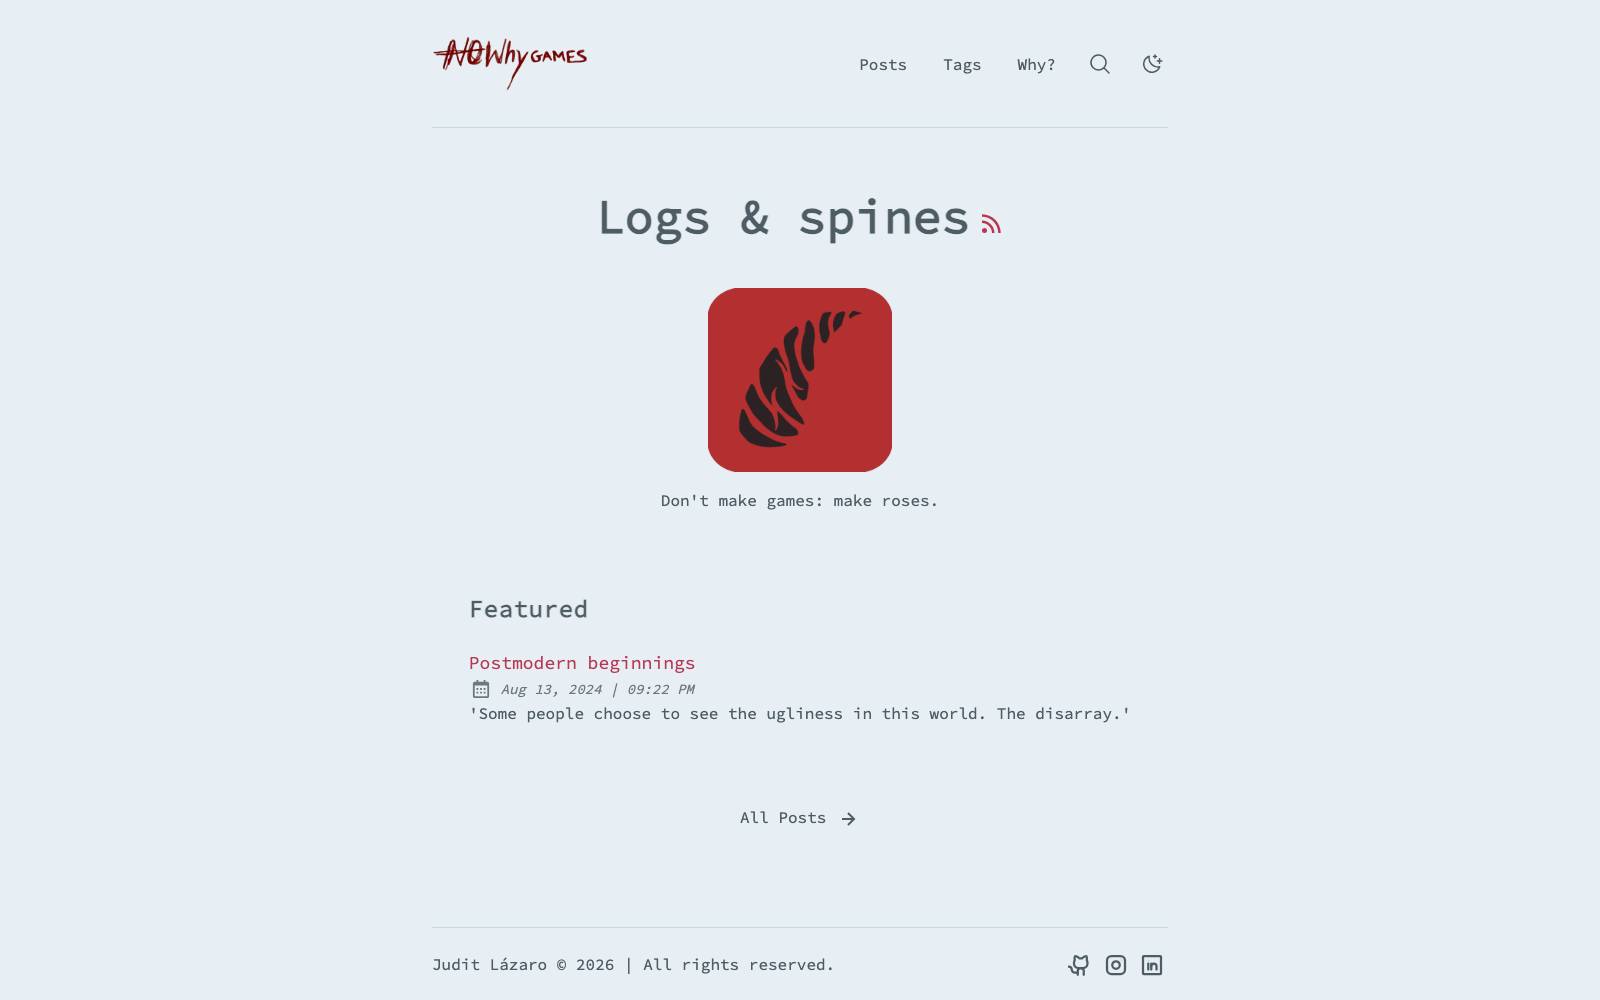 NOWhy GAMES
Posts Tags Why?
Logs & spines
Don't make games: make roses.
Featured
Postmodern beginnings
Aug 13, 2024 | 09:22 PM
'Some people choose to see the ugliness in this world. The disarray.'
All Posts
Judit Lázaro © 2026 | All rights reserved.